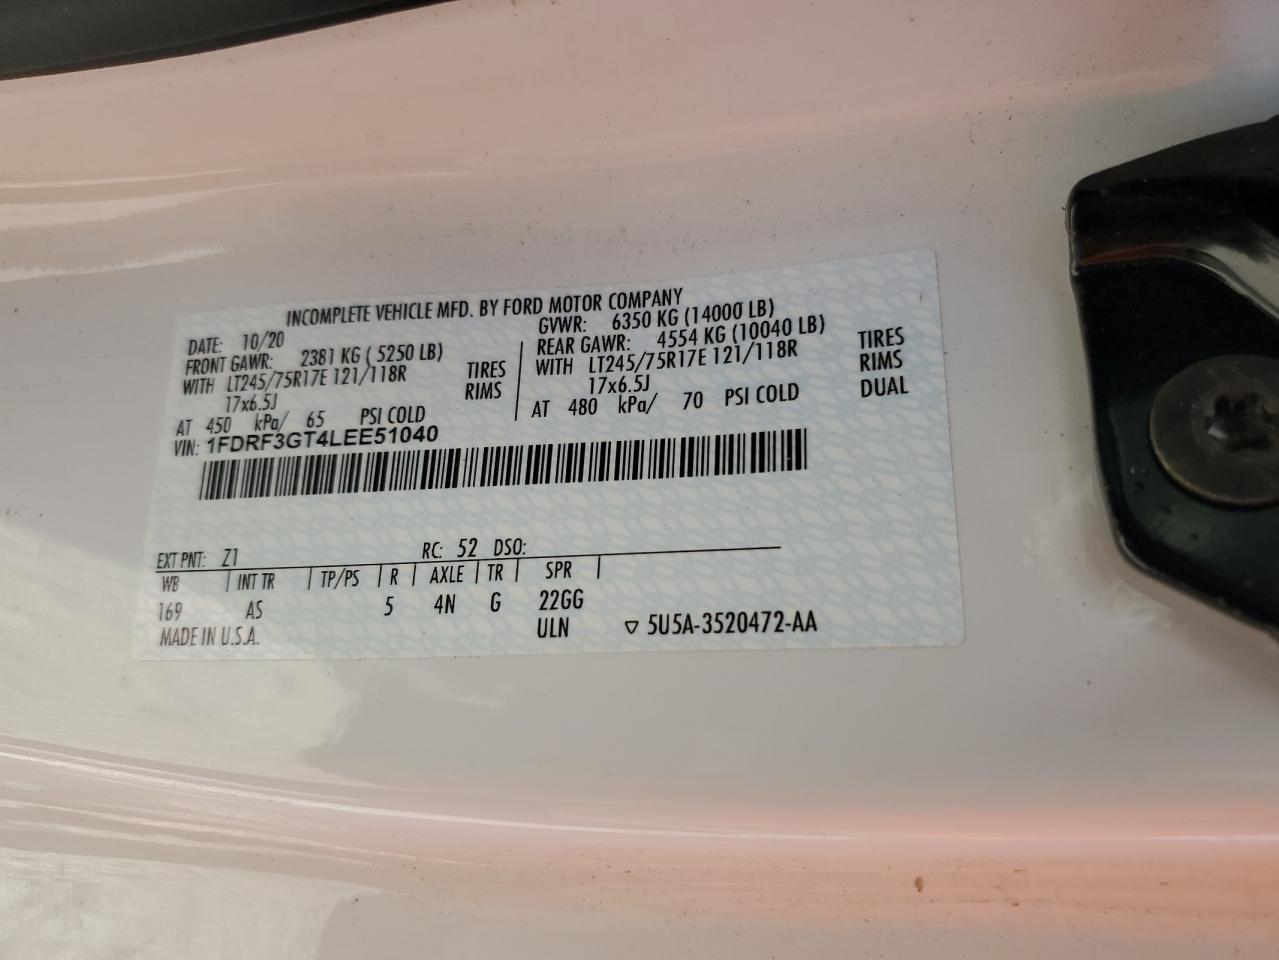 INCOMPLETE VEHICLE MFD. BY FORD MOTOR COMPANY
DATE: 10/20 GVWR: 6350 KG (14000 LB)
FRONT GAWR: 2381 KG ( 5250 LB) REAR GAWR: 4554 KG (10040 LB)
WITH LT245/75R17E 121/118R TIRES WITH LT245/75R17E 121/118R TIRES
17x6.5J RIMS 17x6.5J RIMS
AT 450 kPa/ 65 PSI COLD AT 480 kPa/ 70 PSI COLD DUAL
VIN: 1FDRF3GT4LEE51040
EXT PNT: Z1 RC: 52 DSO:
WB INT TR TP/PS R AXLE TR SPR
169 AS 5 4N G 22GG
MADE IN U.S.A. ULN ▽ 5U5A-3520472-AA